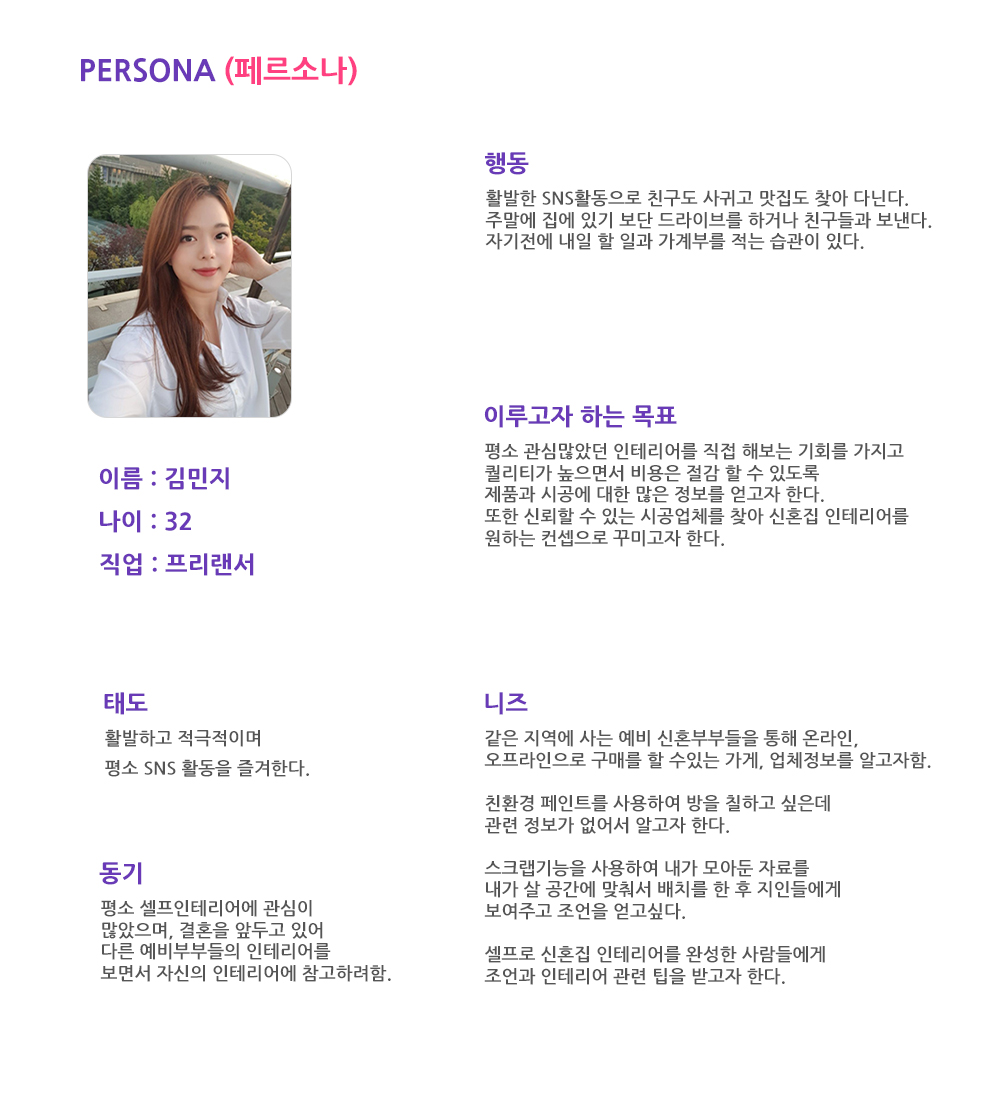 PERSONA (페르소나)
이름 : 김민지
나이 : 32
직업 : 프리랜서
행동
활발한 SNS활동으로 친구도 사귀고 맛집도 찾아 다닌다.
주말에 집에 있기 보단 드라이브를 하거나 친구들과 보낸다.
자기전에 내일 할 일과 가계부를 적는 습관이 있다.
이루고자 하는 목표
평소 관심많았던 인테리어를 직접 해보는 기회를 가지고
퀄리티가 높으면서 비용은 절감 할 수 있도록
제품과 시공에 대한 많은 정보를 얻고자 한다.
또한 신뢰할 수 있는 시공업체를 찾아 신혼집 인테리어를
원하는 컨셉으로 꾸미고자 한다.
태도
활발하고 적극적이며
평소 SNS 활동을 즐겨한다.
동기
평소 셀프인테리어에 관심이
많았으며, 결혼을 앞두고 있어
다른 예비부부들의 인테리어를
보면서 자신의 인테리어에 참고하려함.
니즈
같은 지역에 사는 예비 신혼부부들을 통해 온라인,
오프라인으로 구매를 할 수있는 가게, 업체정보를 알고자함.
친환경 페인트를 사용하여 방을 칠하고 싶은데
관련 정보가 없어서 알고자 한다.
스크랩기능을 사용하여 내가 모아둔 자료를
내가 살 공간에 맞춰서 배치를 한 후 지인들에게
보여주고 조언을 얻고싶다.
셀프로 신혼집 인테리어를 완성한 사람들에게
조언과 인테리어 관련 팁을 받고자 한다.